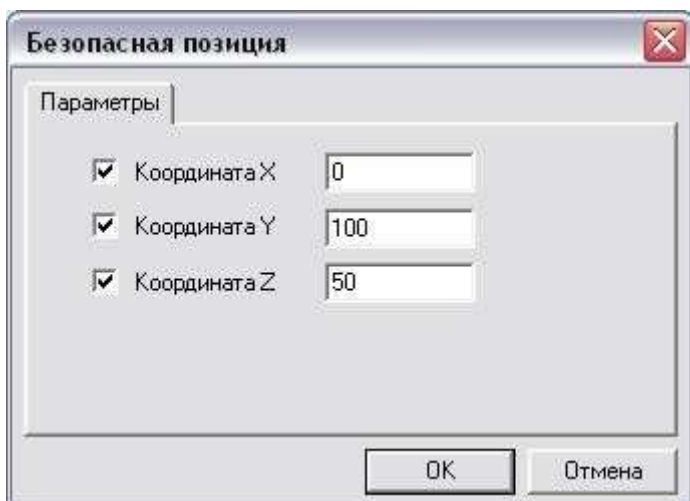 Безопасная позиция
Параметры
Координата X 0
Координата Y 100
Координата Z 50
OK Отмена